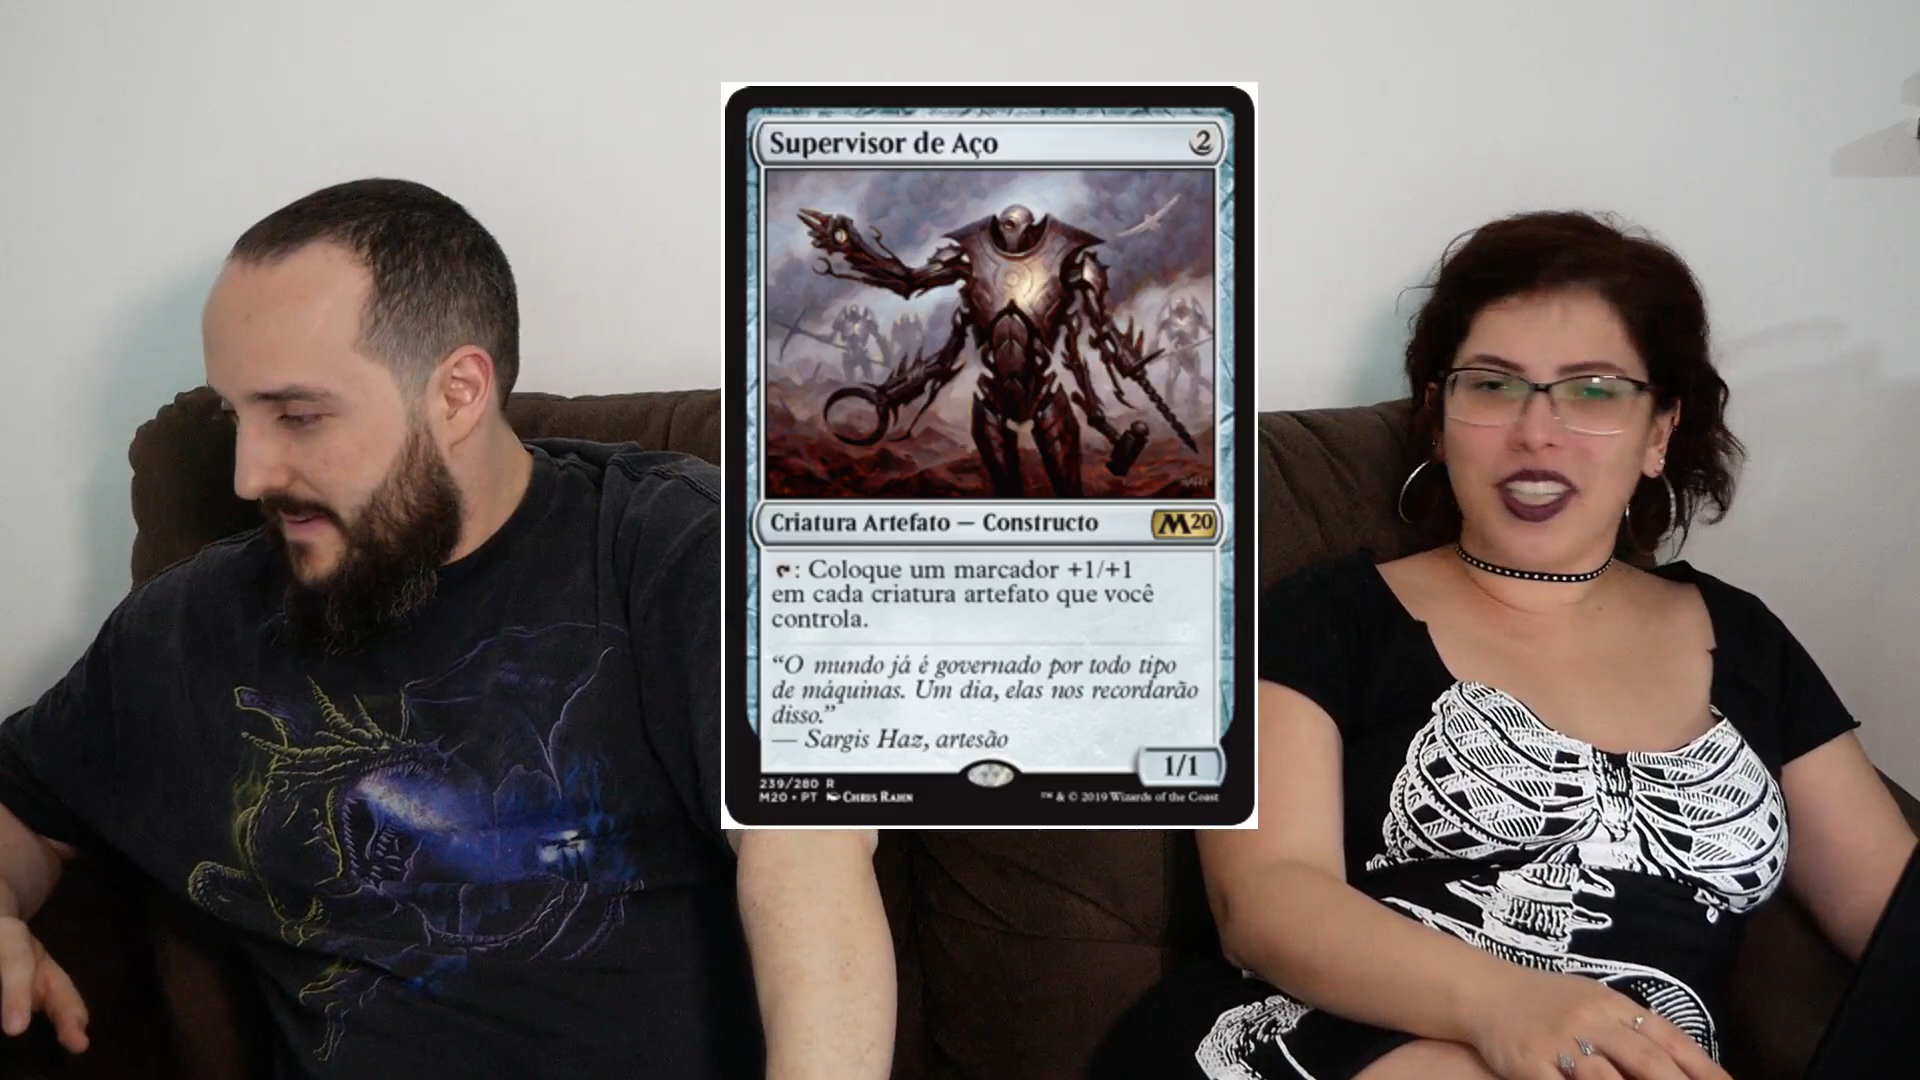 Supervisor de Aço 2
Criatura Artefato — Constructo M20
: Coloque um marcador +1/+1
em cada criatura artefato que você
controla.
“O mundo já é governado por todo tipo
de máquinas. Um dia, elas nos recordarão
disso.”
— Sargis Haz, artesão
1/1
239/280 R
M20 • PT Chris Rahn
™ & © 2019 Wizards of the Coast